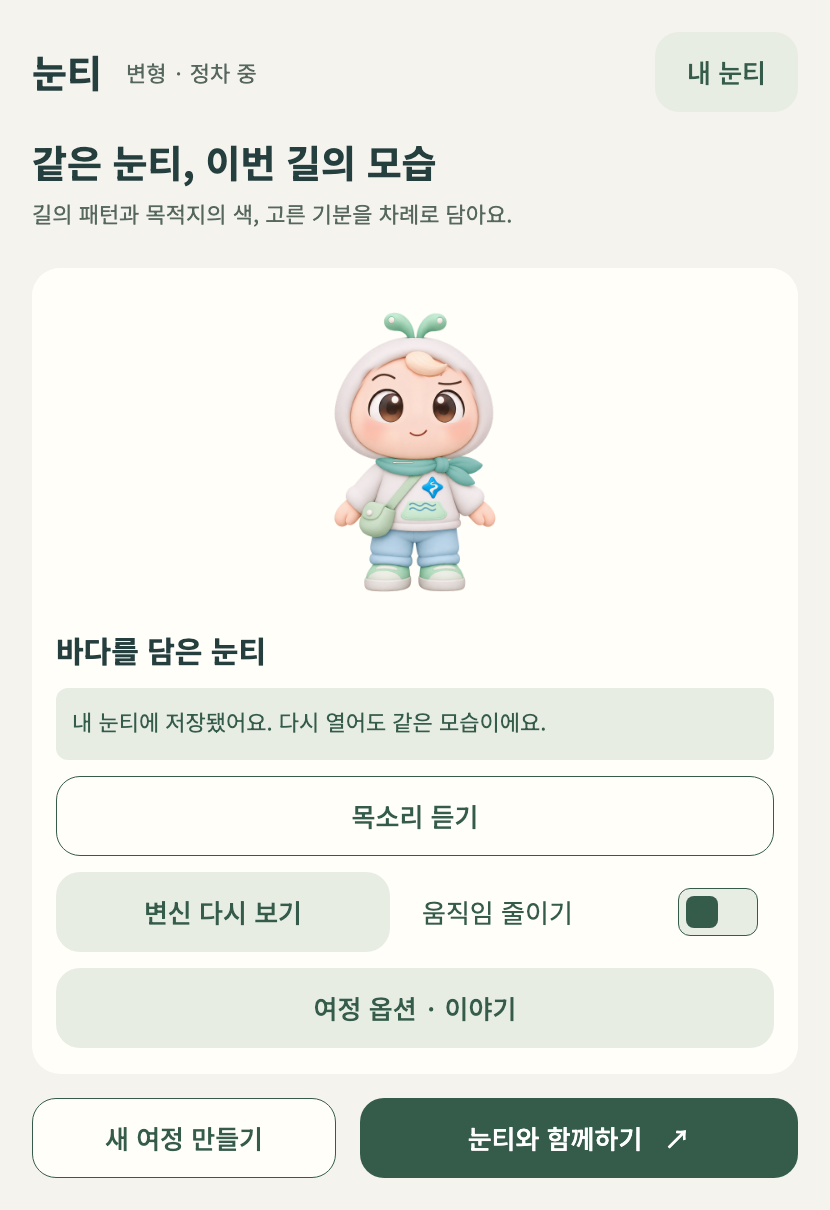 눈티
변형 · 정차 중
내 눈티
같은 눈티, 이번 길의 모습
길의 패턴과 목적지의 색, 고른 기분을 차례로 담아요.
바다를 담은 눈티
내 눈티에 저장됐어요. 다시 열어도 같은 모습이에요.
목소리 듣기
변신 다시 보기
움직임 줄이기
여정 옵션 · 이야기
새 여정 만들기
눈티와 함께하기 ↗